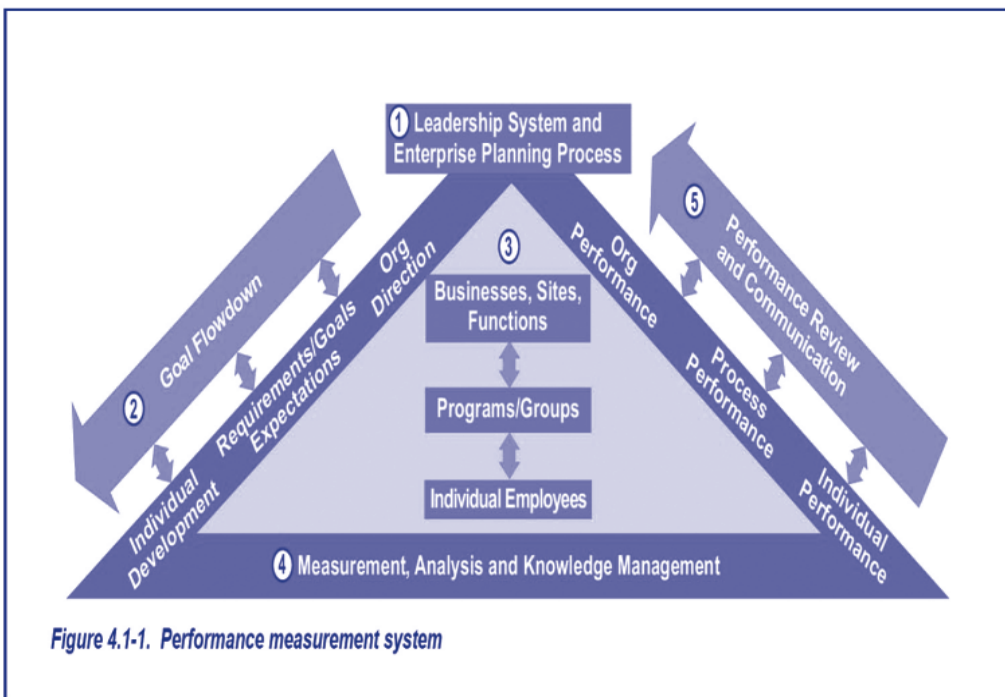 1 Leadership System and
Enterprise Planning Process
2 Goal Flowdown
Org
Direction
Requirements/Goals
Expectations
Individual
Development
3
Businesses, Sites,
Functions
Programs/Groups
Individual Employees
Org
Performance
Process
Performance
Individual
Performance
5 Performance Review
and Communication
4 Measurement, Analysis and Knowledge Management
Figure 4.1-1. Performance measurement system